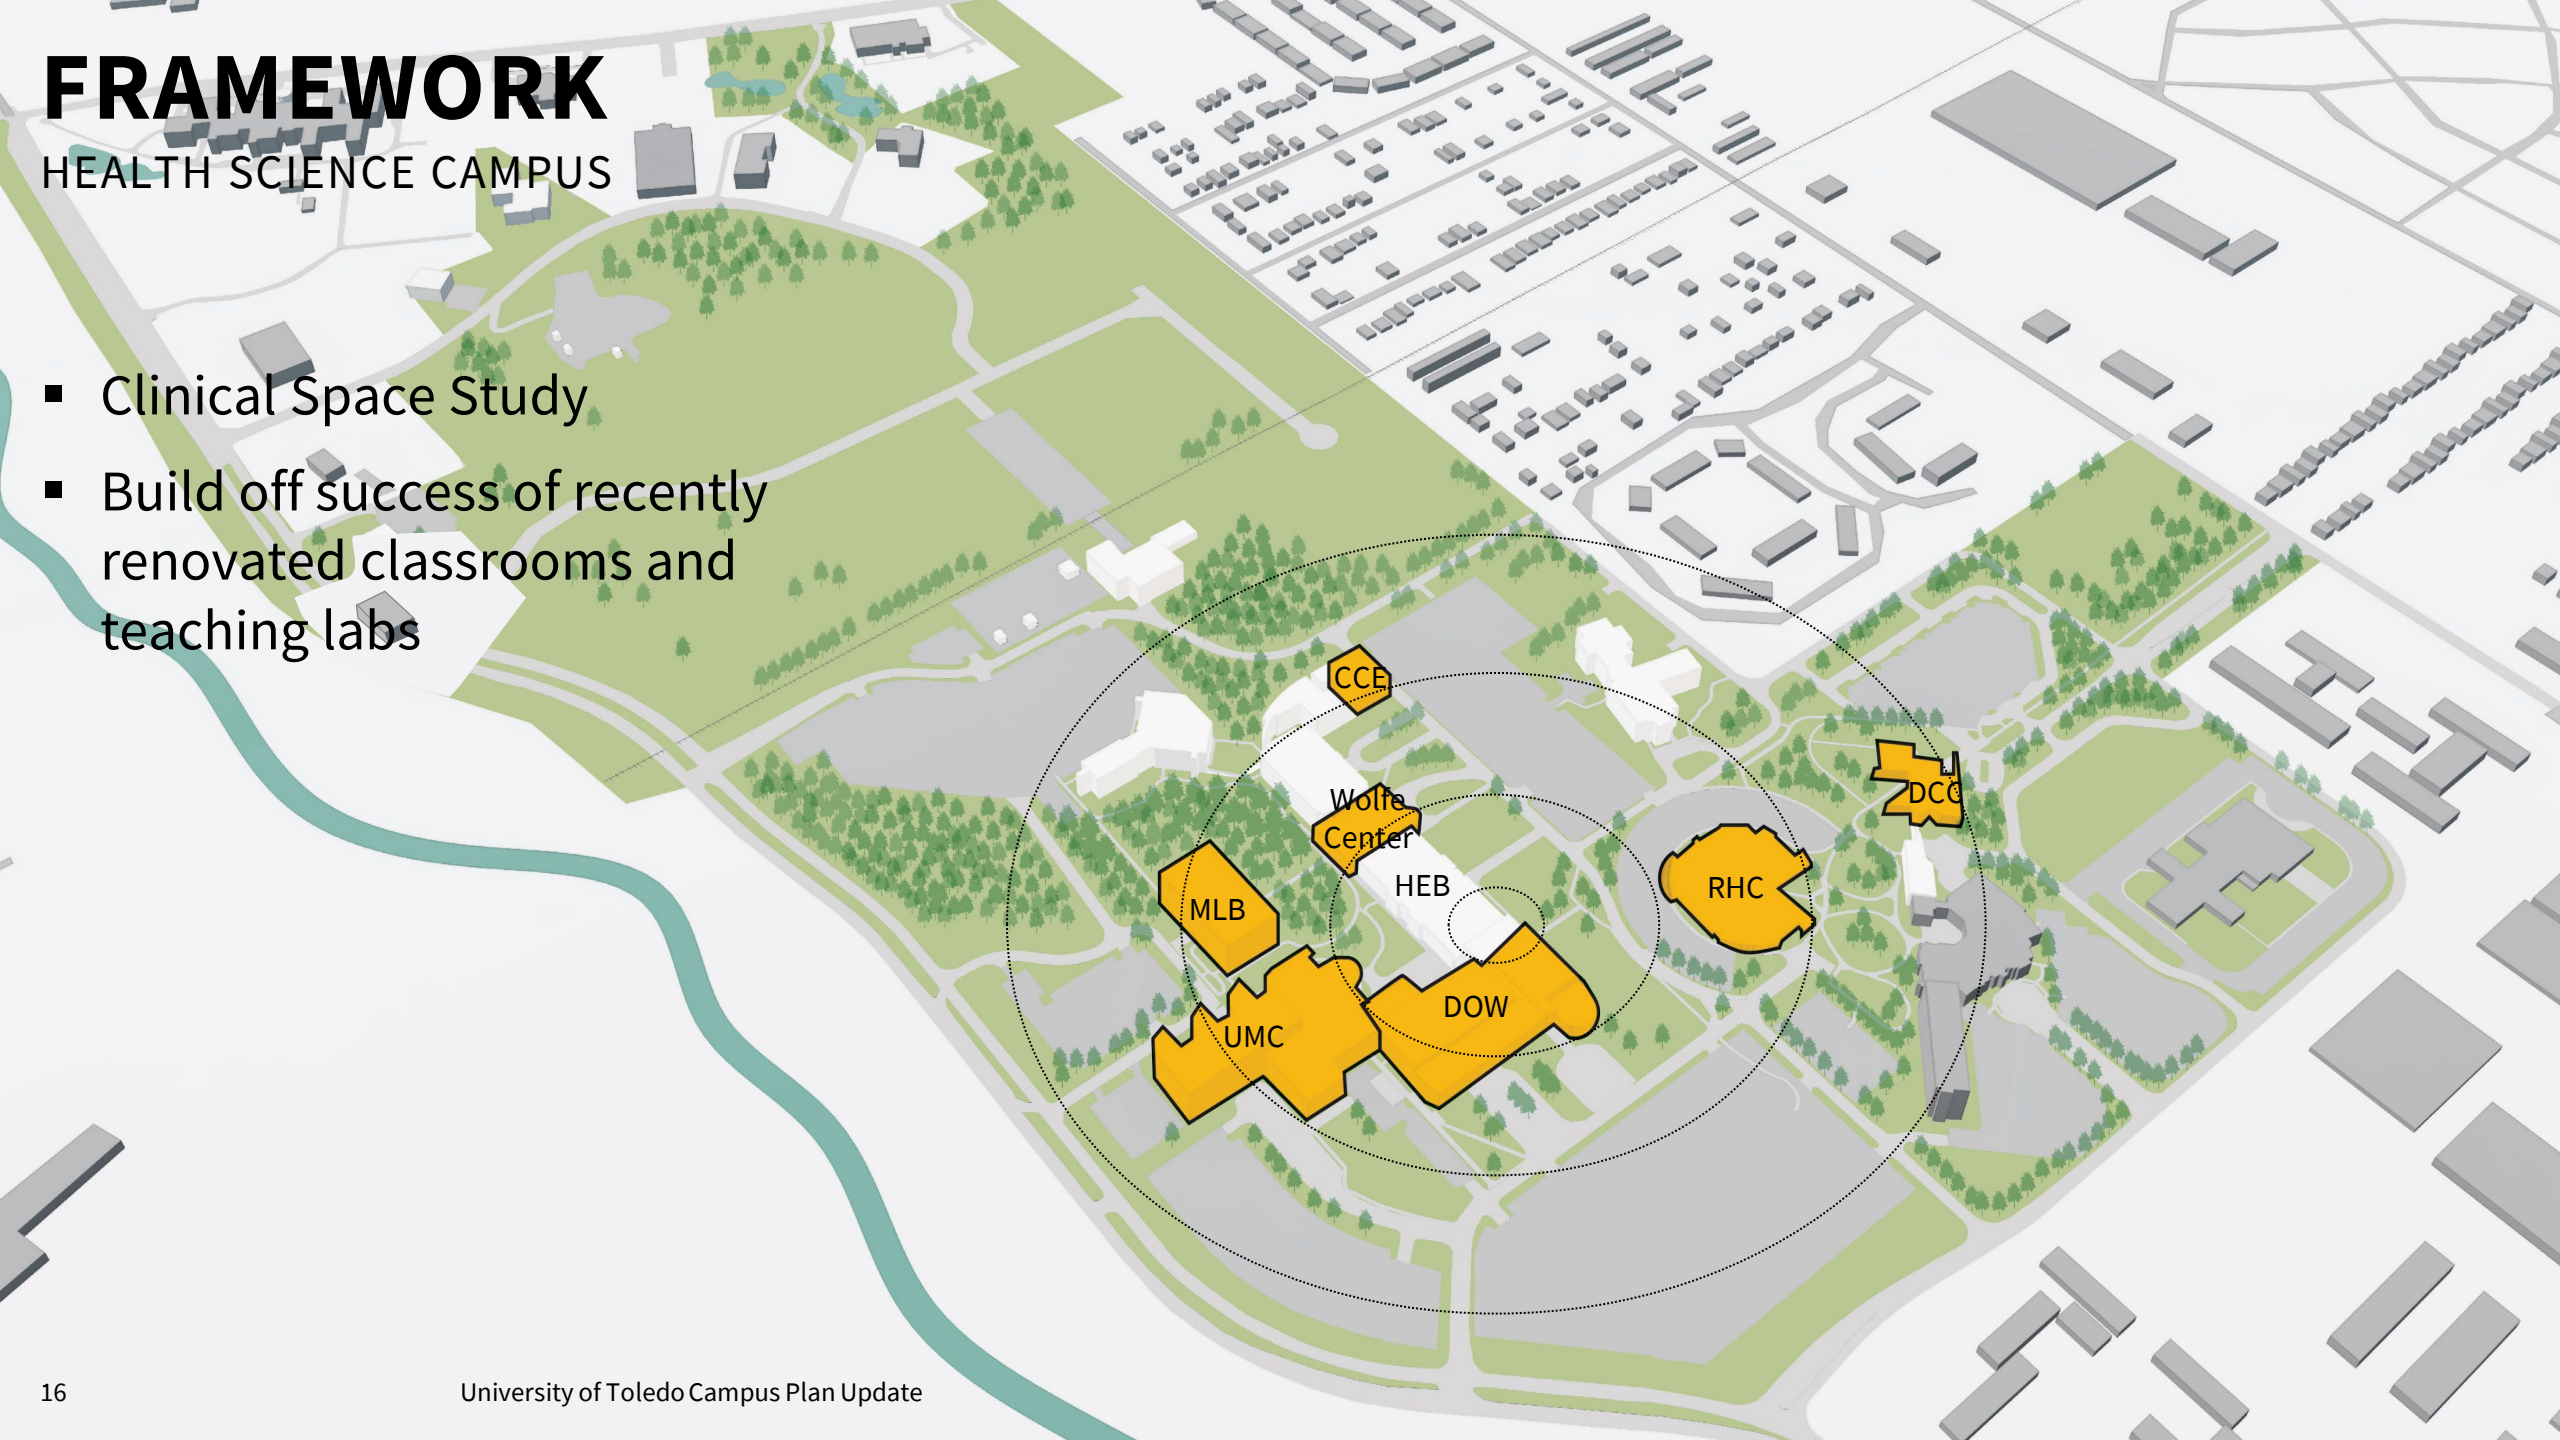 FRAMEWORK
HEALTH SCIENCE CAMPUS
▪ Clinical Space Study
▪ Build off success of recently
renovated classrooms and
teaching labs
CCE
Wolfe
Center
DCC
HEB
RHC
MLB
DOW
UMC
16
University of Toledo Campus Plan Update